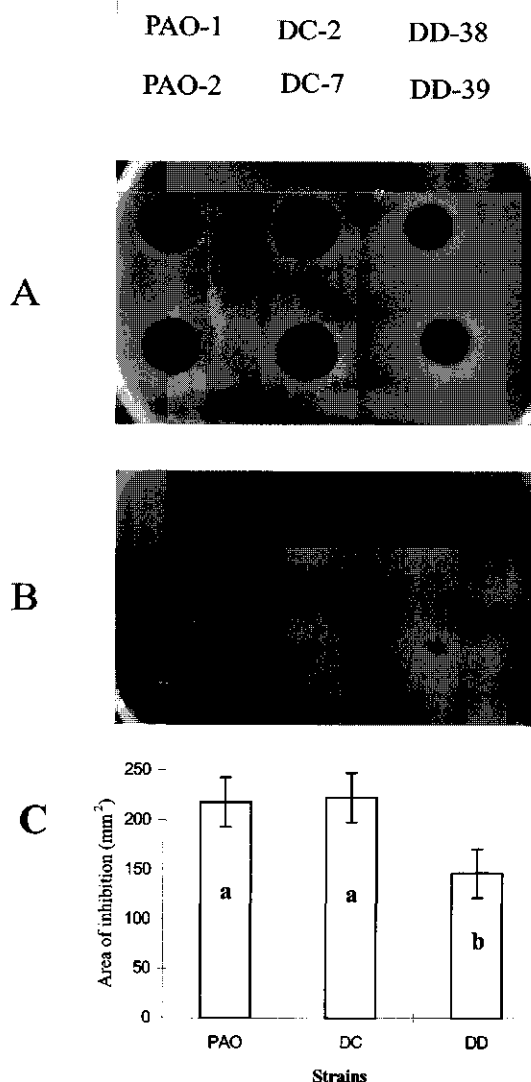 PAO-1 DC-2 DD-38
PAO-2 DC-7 DD-39
A
B
C
Area of inhibition (mm²)
250
200
150
100
50
0
a
a
b
PAO DC DD
Strains